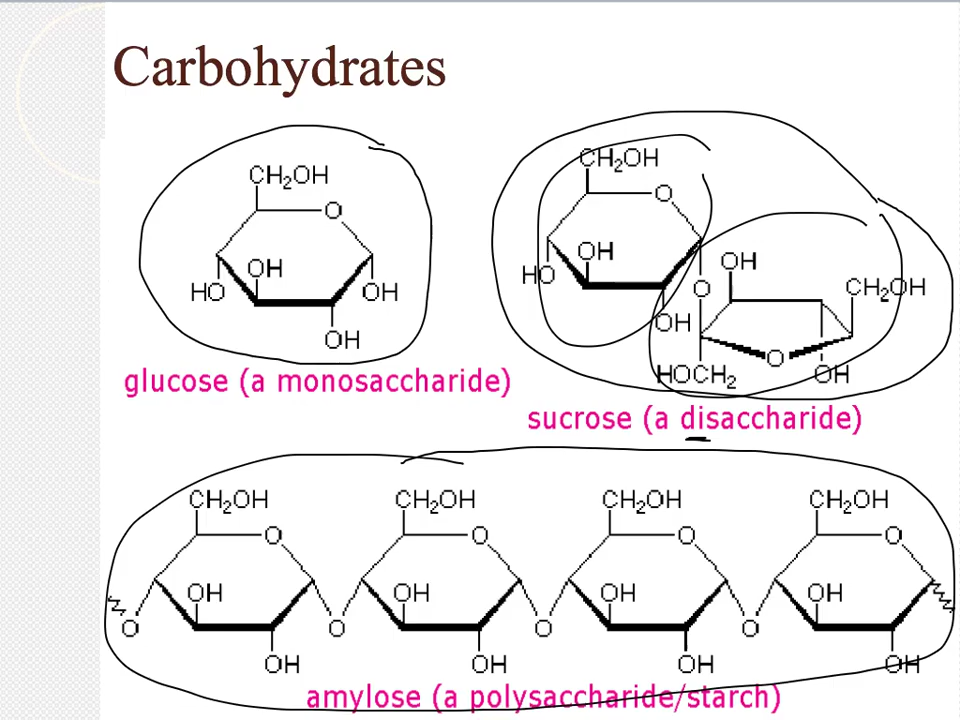 Carbohydrates
CH2OH
O
OH
HO
OH
OH
glucose (a monosaccharide)
CH2OH
O
OH
HO
O
OH
OH
CH2OH
O
HOCH2
OH
sucrose (a disaccharide)
CH2OH CH2OH CH2OH CH2OH
O O O O
OH OH OH OH
O O O O
OH OH OH OH
amylose (a polysaccharide/starch)